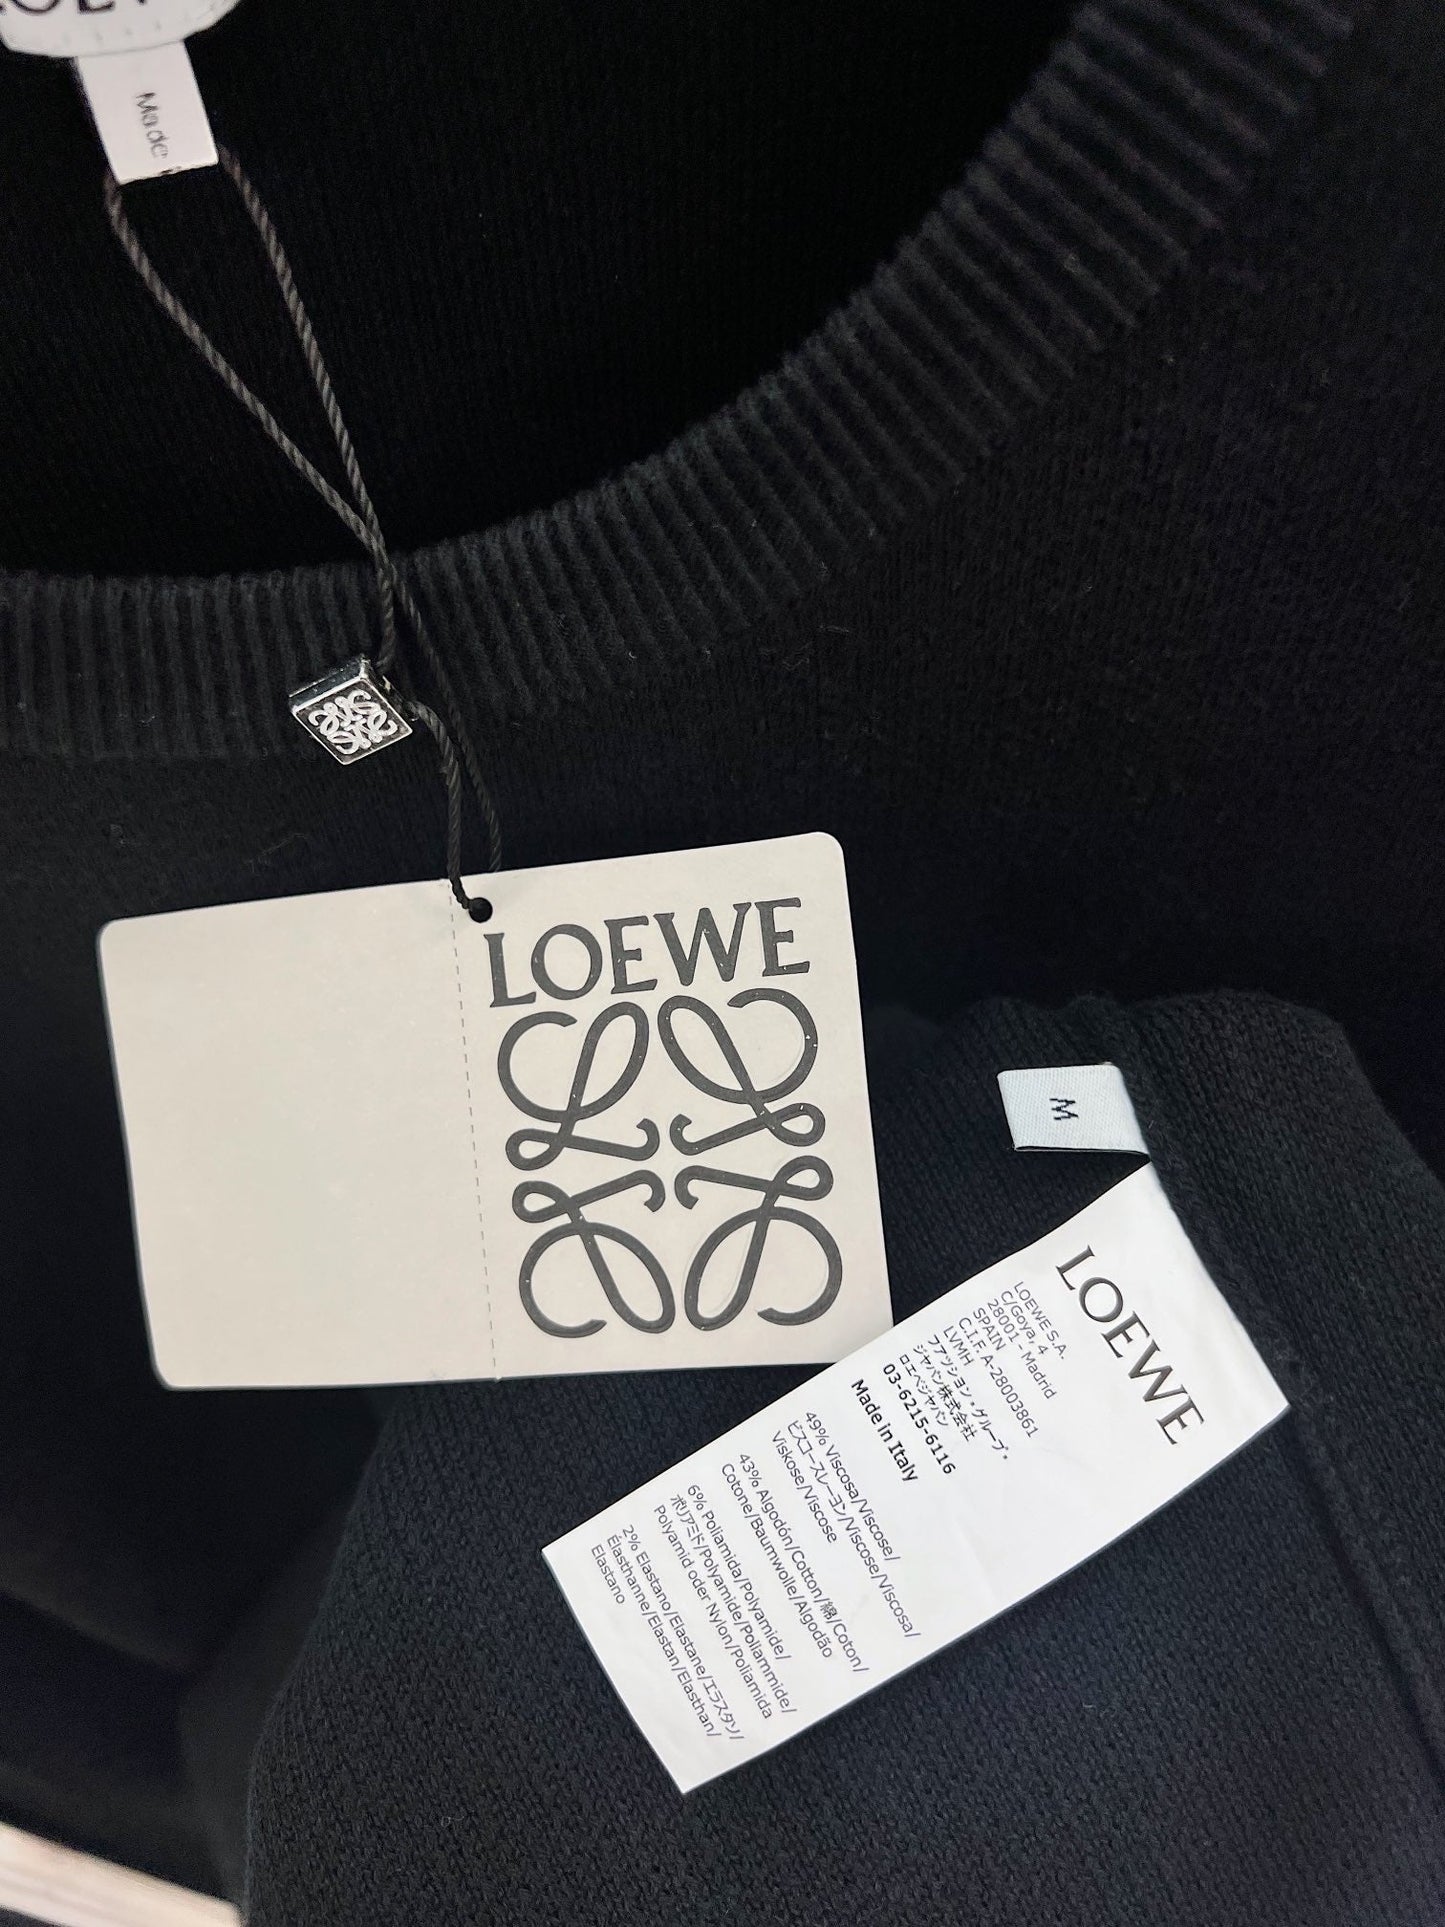 Made
LOEWE
M
LOEWE
LOEWE S.A.
C/Goya, 4
28001 - Madrid
SPAIN
C.I.F. A-28003861
LVMH
ファッション・グループ・
ジャパン株式会社
ロエベジャパン
03-6215-6116
Made in Italy
49% Viscosa/Viscose/
ビスコースレーヨン/Viscose/Viscosa/
Viskose/Viscose
43% Algodón/Cotton/綿/Coton/
Cotone/Baumwolle/Algodão
6% Poliamida/Polyamide/
ポリアミド/Polyamide/Poliammide/
Polyamid oder Nylon/Poliamida
2% Elastano/Elastane/エラスタン/
Élasthanne/Elastan/Elasthan/
Elastano